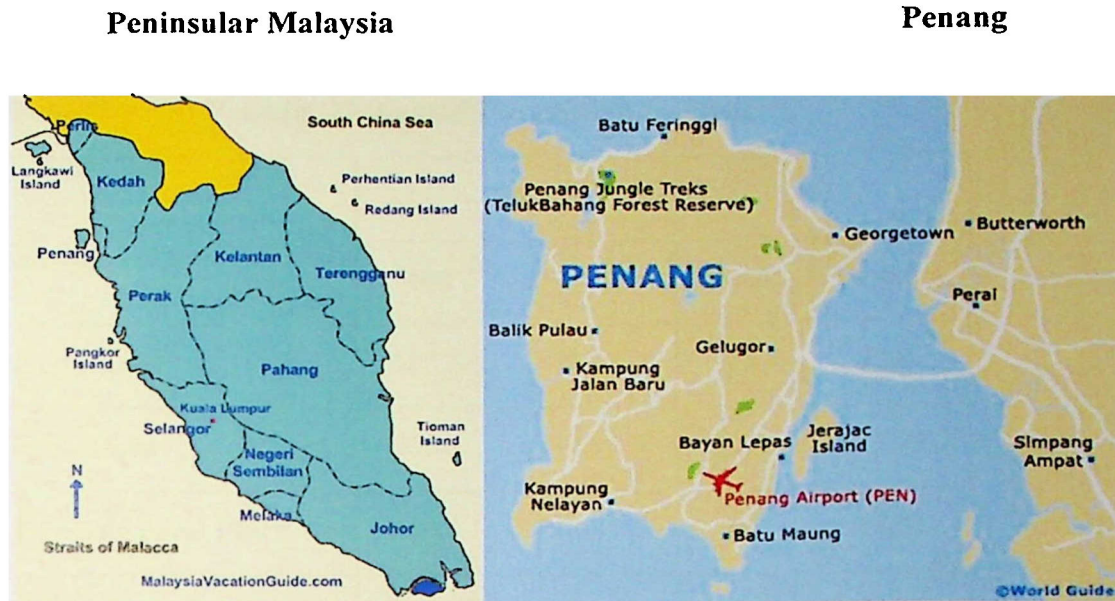 Peninsular Malaysia
Penang
South China Sea
Perlis
Langkawi
Island
Kedah
Perhentian Island
Redang Island
Penang
Kelantan
Terengganu
Perak
Pangkor
Island
Pahang
Kuala Lumpur
Selangor
Tioman
Island
Negeri
Sembilan
N
Melaka
Johor
Straits of Malacca
MalaysiaVacationGuide.com
Batu Feringgi
Penang Jungle Treks
(TelukBahang Forest Reserve)
Georgetown
Butterworth
PENANG
Perai
Balik Pulau
Gelugor
Kampung
Jalan Baru
Bayan Lepas
Jerajac
Island
Simpang
Ampat
Kampung
Nelayan
Penang Airport (PEN)
Batu Maung
©World Guide